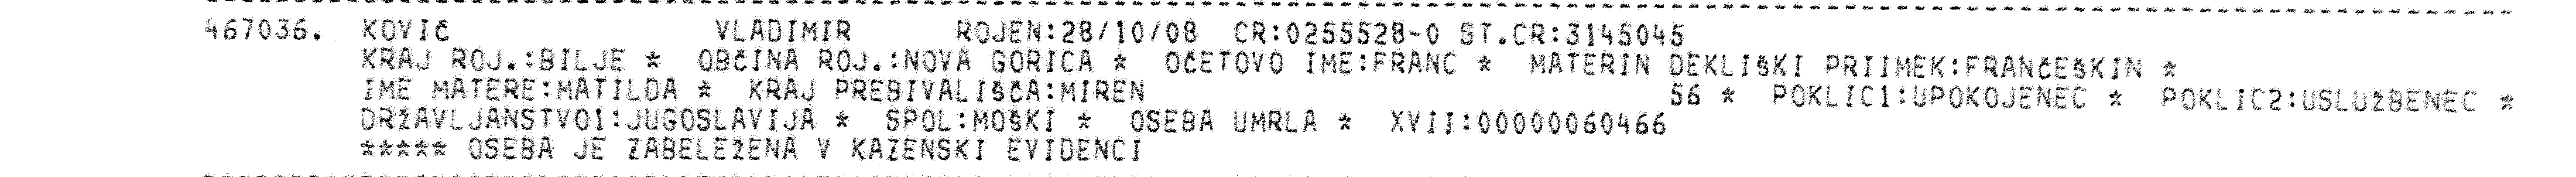 467036. KOVIČ VLADIMIR ROJEN:28/10/08 CR:0255528-0 ST.CR:3145045
KRAJ ROJ.:BILJE * OBČINA ROJ.:NOVA GORICA * OČETOVO IME:FRANC * MATERIN DEKLIŠKI PRIIMEK:FRANČEŠKIN *
IME MATERE:MATILDA * KRAJ PREBIVALIŠČA:MIREN 56 * POKLIC1:UPOKOJENEC * POKLIC2:USLUŽBENEC *
DRŽAVLJANSTVO1:JUGOSLAVIJA * SPOL:MOŠKI * OSEBA UMRLA * XVII:00000060466
***** OSEBA JE ZABELEŽENA V KAZENSKI EVIDENCI